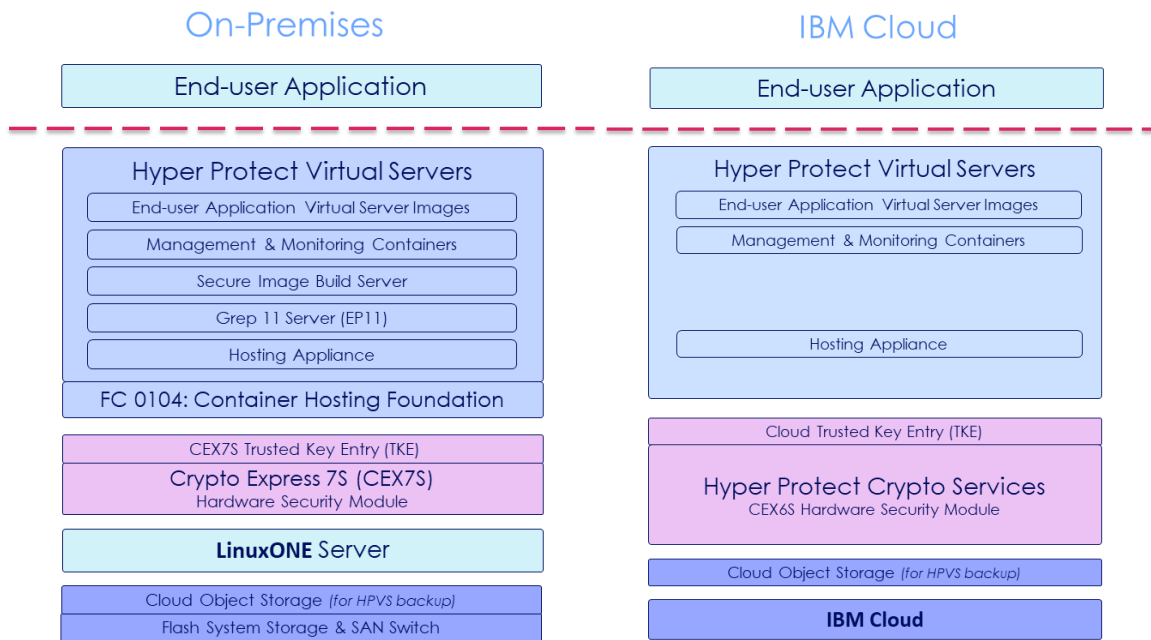 On-Premises
End-user Application
Hyper Protect Virtual Servers
End-user Application Virtual Server Images
Management & Monitoring Containers
Secure Image Build Server
Grep 11 Server (EP11)
Hosting Appliance
FC 0104: Container Hosting Foundation
CEX7S Trusted Key Entry (TKE)
Crypto Express 7S (CEX7S)
Hardware Security Module
LinuxONE Server
Cloud Object Storage (for HPVS backup)
Flash System Storage & SAN Switch
IBM Cloud
End-user Application
Hyper Protect Virtual Servers
End-user Application Virtual Server Images
Management & Monitoring Containers
Hosting Appliance
Cloud Trusted Key Entry (TKE)
Hyper Protect Crypto Services
CEX6S Hardware Security Module
Cloud Object Storage (for HPVS backup)
IBM Cloud